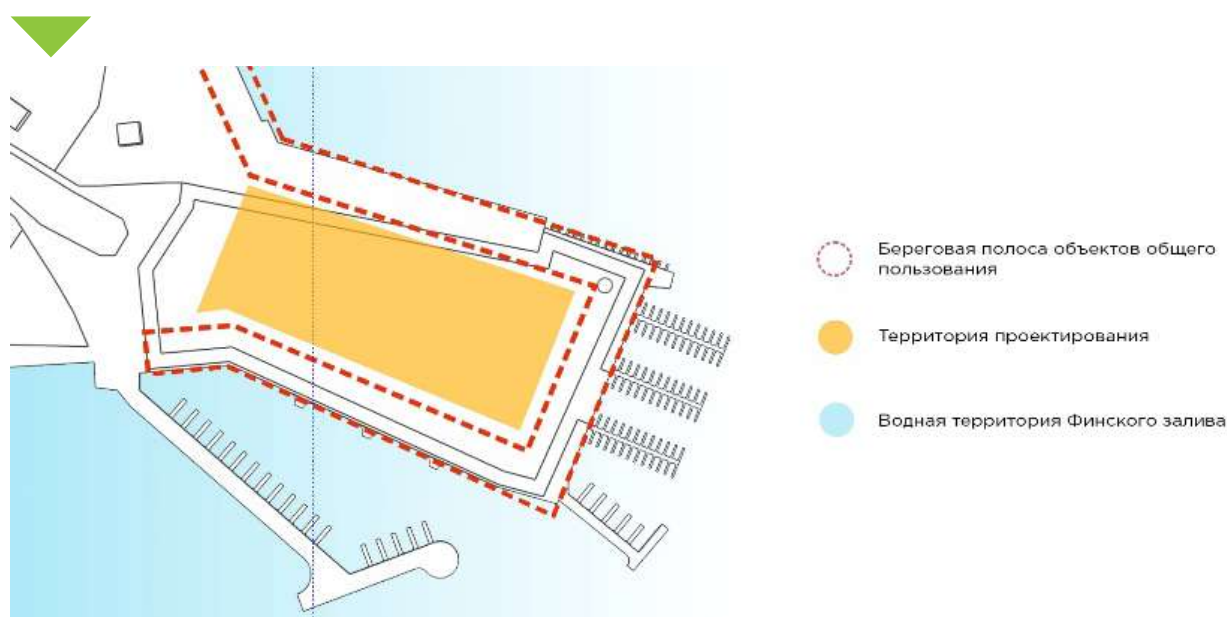 Береговая полоса объектов общего
пользования
Территория проектирования
Водная территория Финского залива